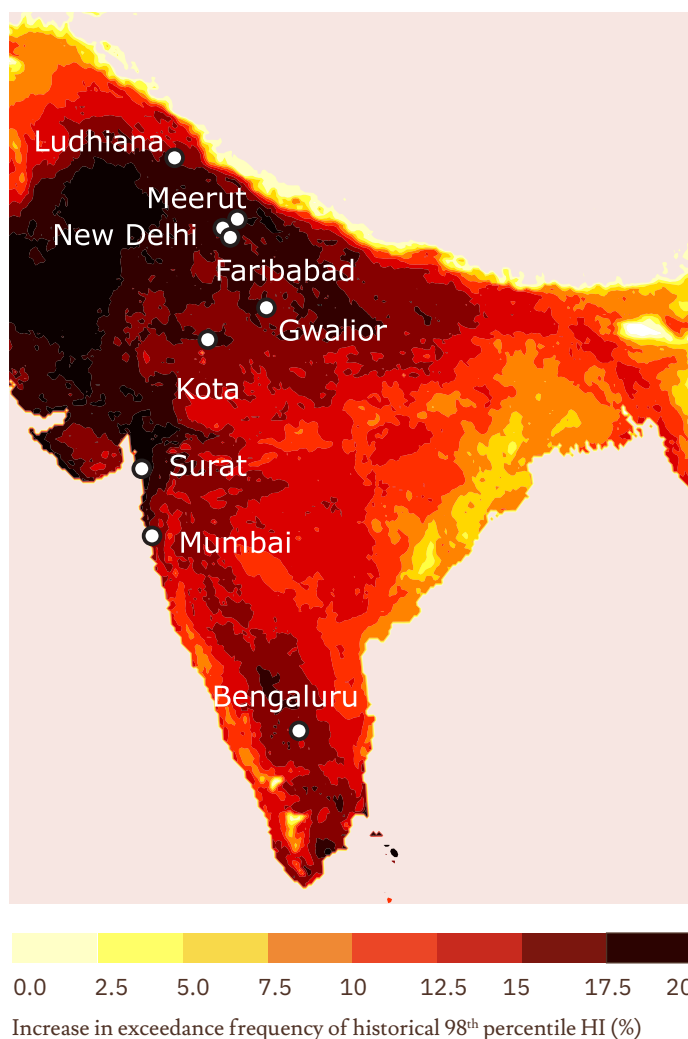 Ludhiana
Meerut
New Delhi
Faribabad
Gwalior
Kota
Surat
Mumbai
Bengaluru
0.0 2.5 5.0 7.5 10 12.5 15 17.5 20
Increase in exceedance frequency of historical 98th percentile HI (%)